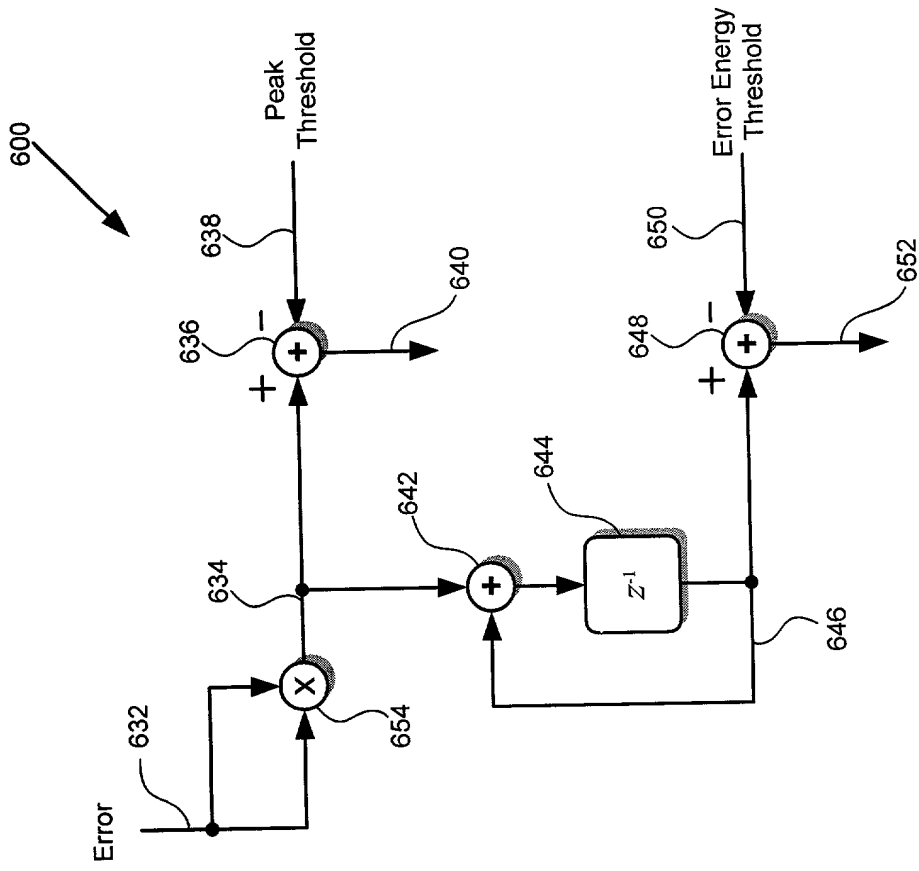 600
Error
632
654
X
634
+
636
+
−
638
Peak
Threshold
640
642
+
644
Z-1
646
648
+
+
−
650
Error Energy
Threshold
652